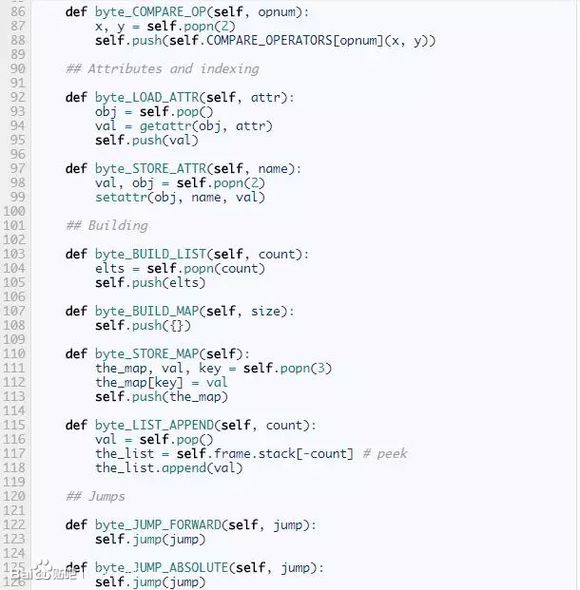 86 def byte_COMPARE_OP(self, opnum):
87 x, y = self.popn(2)
88 self.push(self.COMPARE_OPERATORS[opnum](x, y))
89
90 ## Attributes and indexing
91
92 def byte_LOAD_ATTR(self, attr):
93 obj = self.pop()
94 val = getattr(obj, attr)
95 self.push(val)
96
97 def byte_STORE_ATTR(self, name):
98 val, obj = self.popn(2)
99 setattr(obj, name, val)
100
101 ## Building
102
103 def byte_BUILD_LIST(self, count):
104 elts = self.popn(count)
105 self.push(elts)
106
107 def byte_BUILD_MAP(self, size):
108 self.push({})
109
110 def byte_STORE_MAP(self):
111 the_map, val, key = self.popn(3)
112 the_map[key] = val
113 self.push(the_map)
114
115 def byte_LIST_APPEND(self, count):
116 val = self.pop()
117 the_list = self.frame.stack[-count] # peek
118 the_list.append(val)
119
120 ## Jumps
121
122 def byte_JUMP_FORWARD(self, jump):
123 self.jump(jump)
124
125 def byte_JUMP_ABSOLUTE(self, jump):
126 self.jump(jump)
Bai贴吧